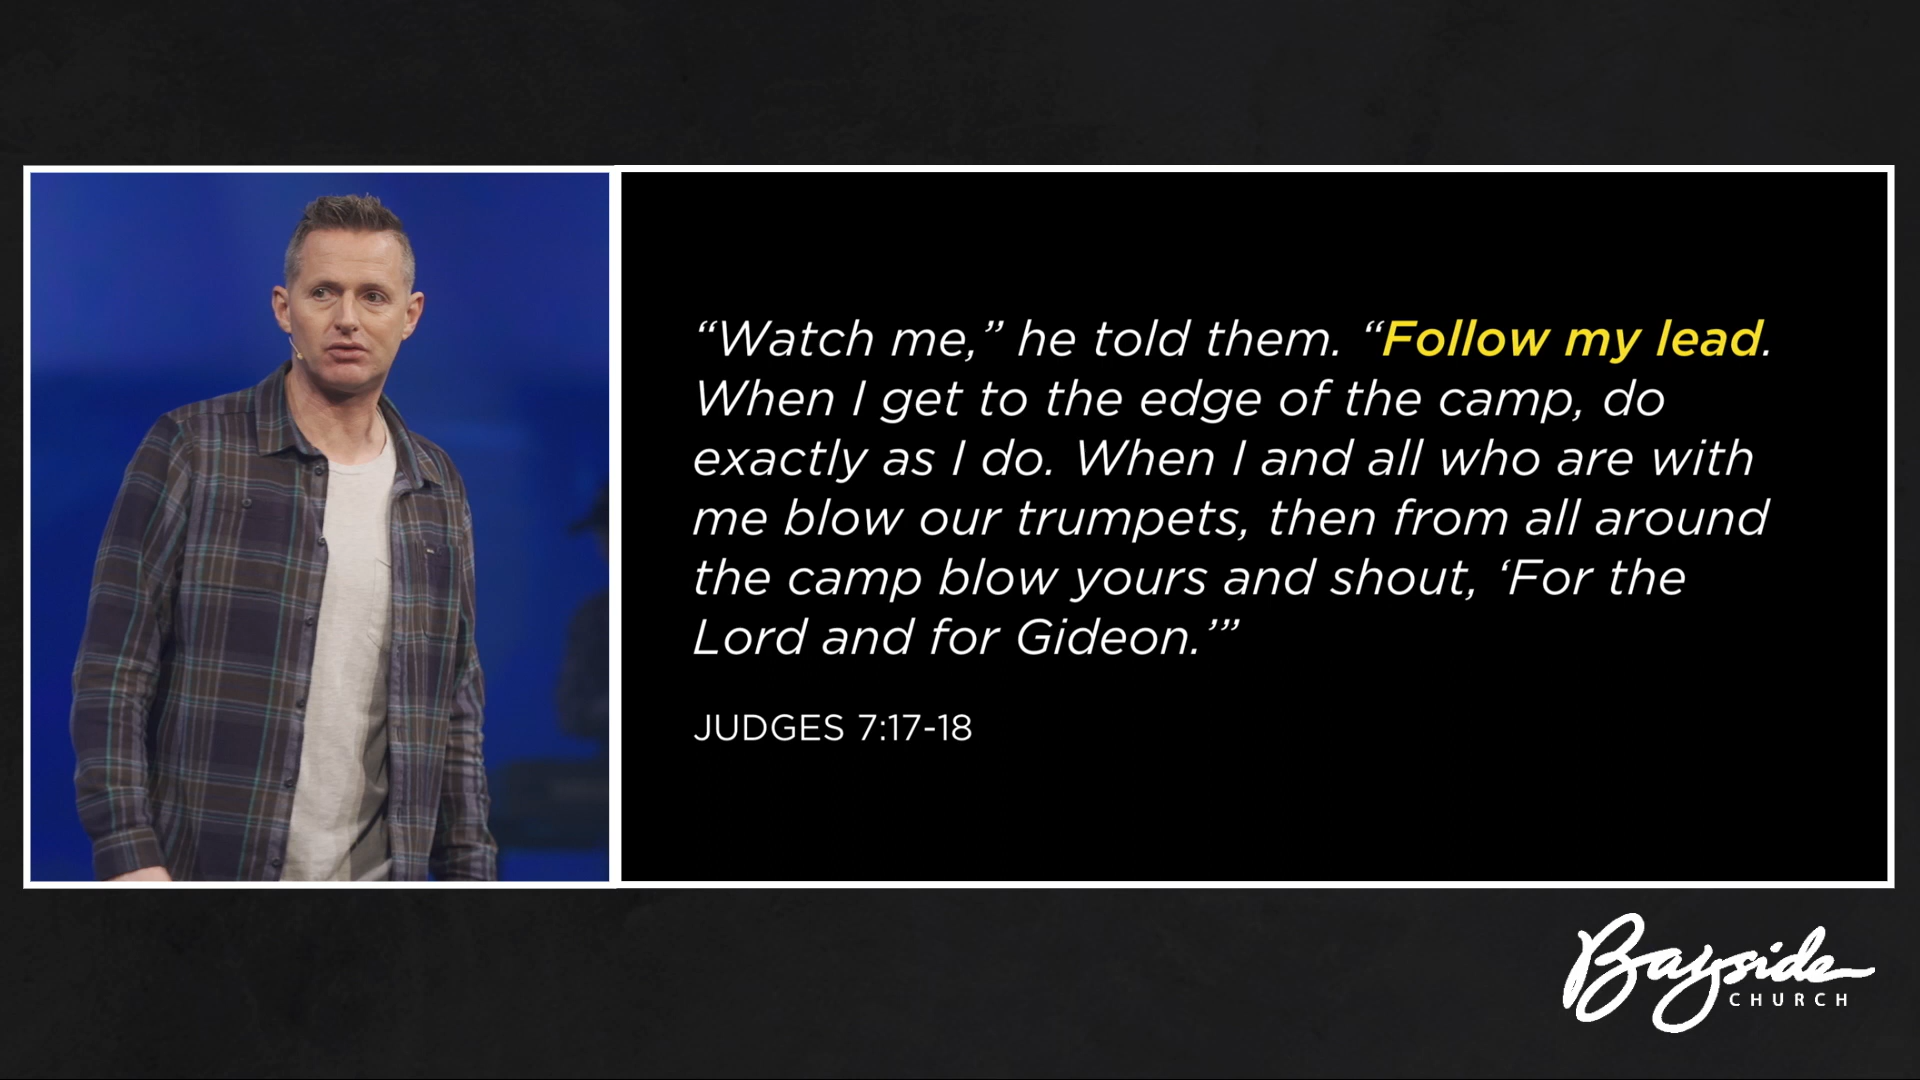 “Watch me,” he told them. “Follow my lead.
When I get to the edge of the camp, do
exactly as I do. When I and all who are with
me blow our trumpets, then from all around
the camp blow yours and shout, ‘For the
Lord and for Gideon.’”
JUDGES 7:17-18
Bayside
CHURCH